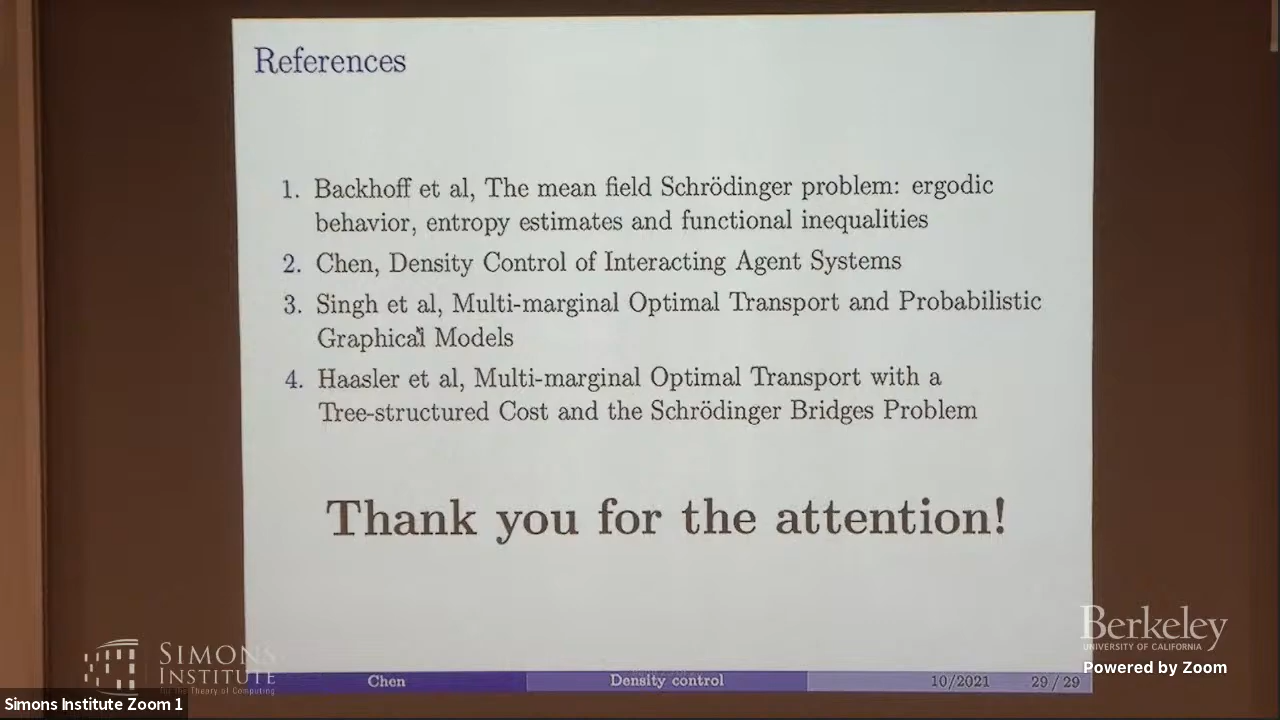 References
1. Backhoff et al, The mean field Schrödinger problem: ergodic
behavior, entropy estimates and functional inequalities
2. Chen, Density Control of Interacting Agent Systems
3. Singh et al, Multi-marginal Optimal Transport and Probabilistic
Graphical Models
4. Haasler et al, Multi-marginal Optimal Transport with a
Tree-structured Cost and the Schrödinger Bridges Problem
Thank you for the attention!
Berkeley
UNIVERSITY OF CALIFORNIA
Powered by Zoom
SIMONS
INSTITUTE
for the Theory of Computing
Chen Density control 10/2021 29 / 29
Simons Institute Zoom 1